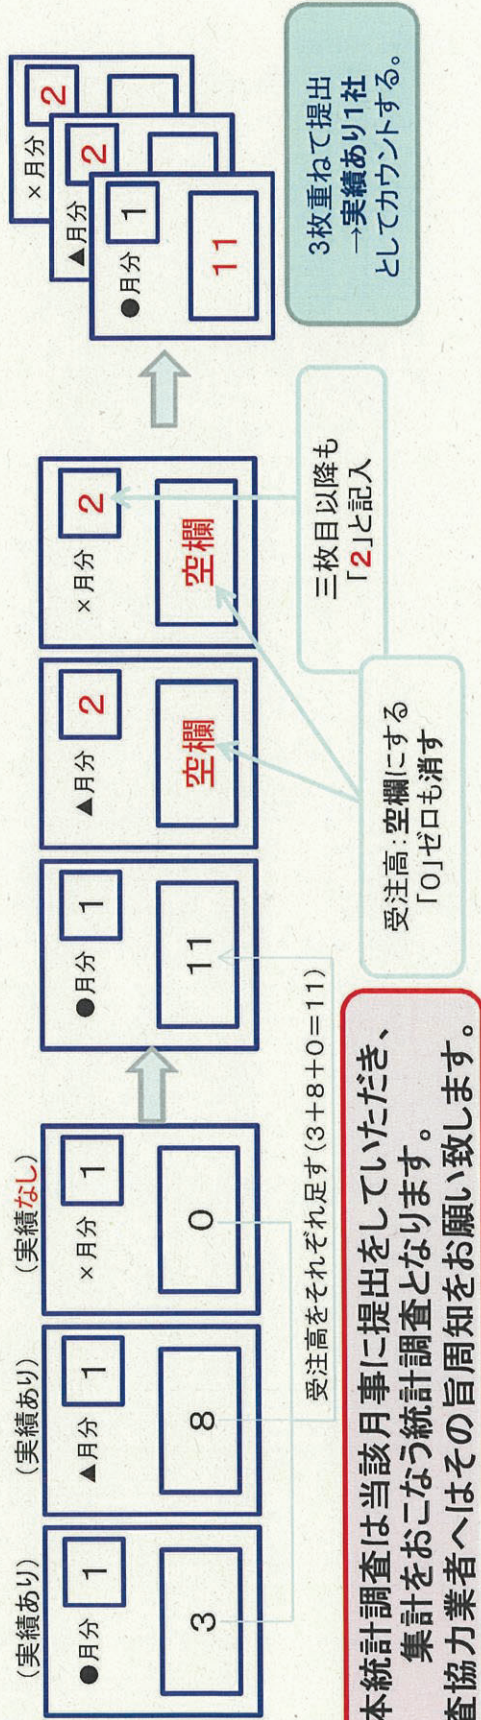 (実績あり)
●月分 1
3
(実績あり)
▲月分 1
8
(実績なし)
×月分 1
0
受注高をそれぞれ足す(3+8+0=11)
●月分 1
11
▲月分 2
空欄
×月分 2
空欄
三枚目以降も
「2」と記入
受注高：空欄にする
「0」ゼロも消す
×月分 2
▲月分 2
●月分 1
11
3枚重ねて提出
→実績あり1社
としてカウントする。
本統計調査は当該月事に提出をしていただき、
集計をおこなう統計調査となります。
査協力業者へはその旨周知をお願い致します。